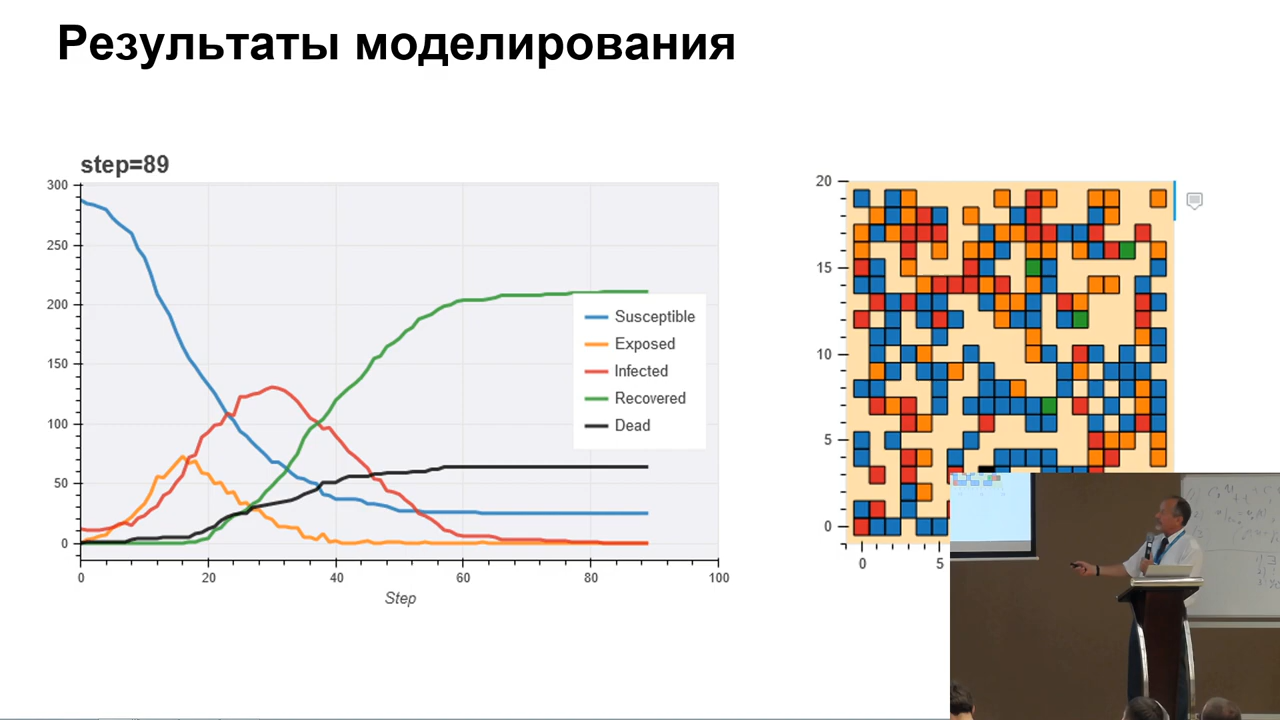 Результаты моделирования
step=89
300
250
200
150
100
50
0
0
20
40
60
80
100
Step
Susceptible
Exposed
Infected
Recovered
Dead
20
15
10
5
0
0
5